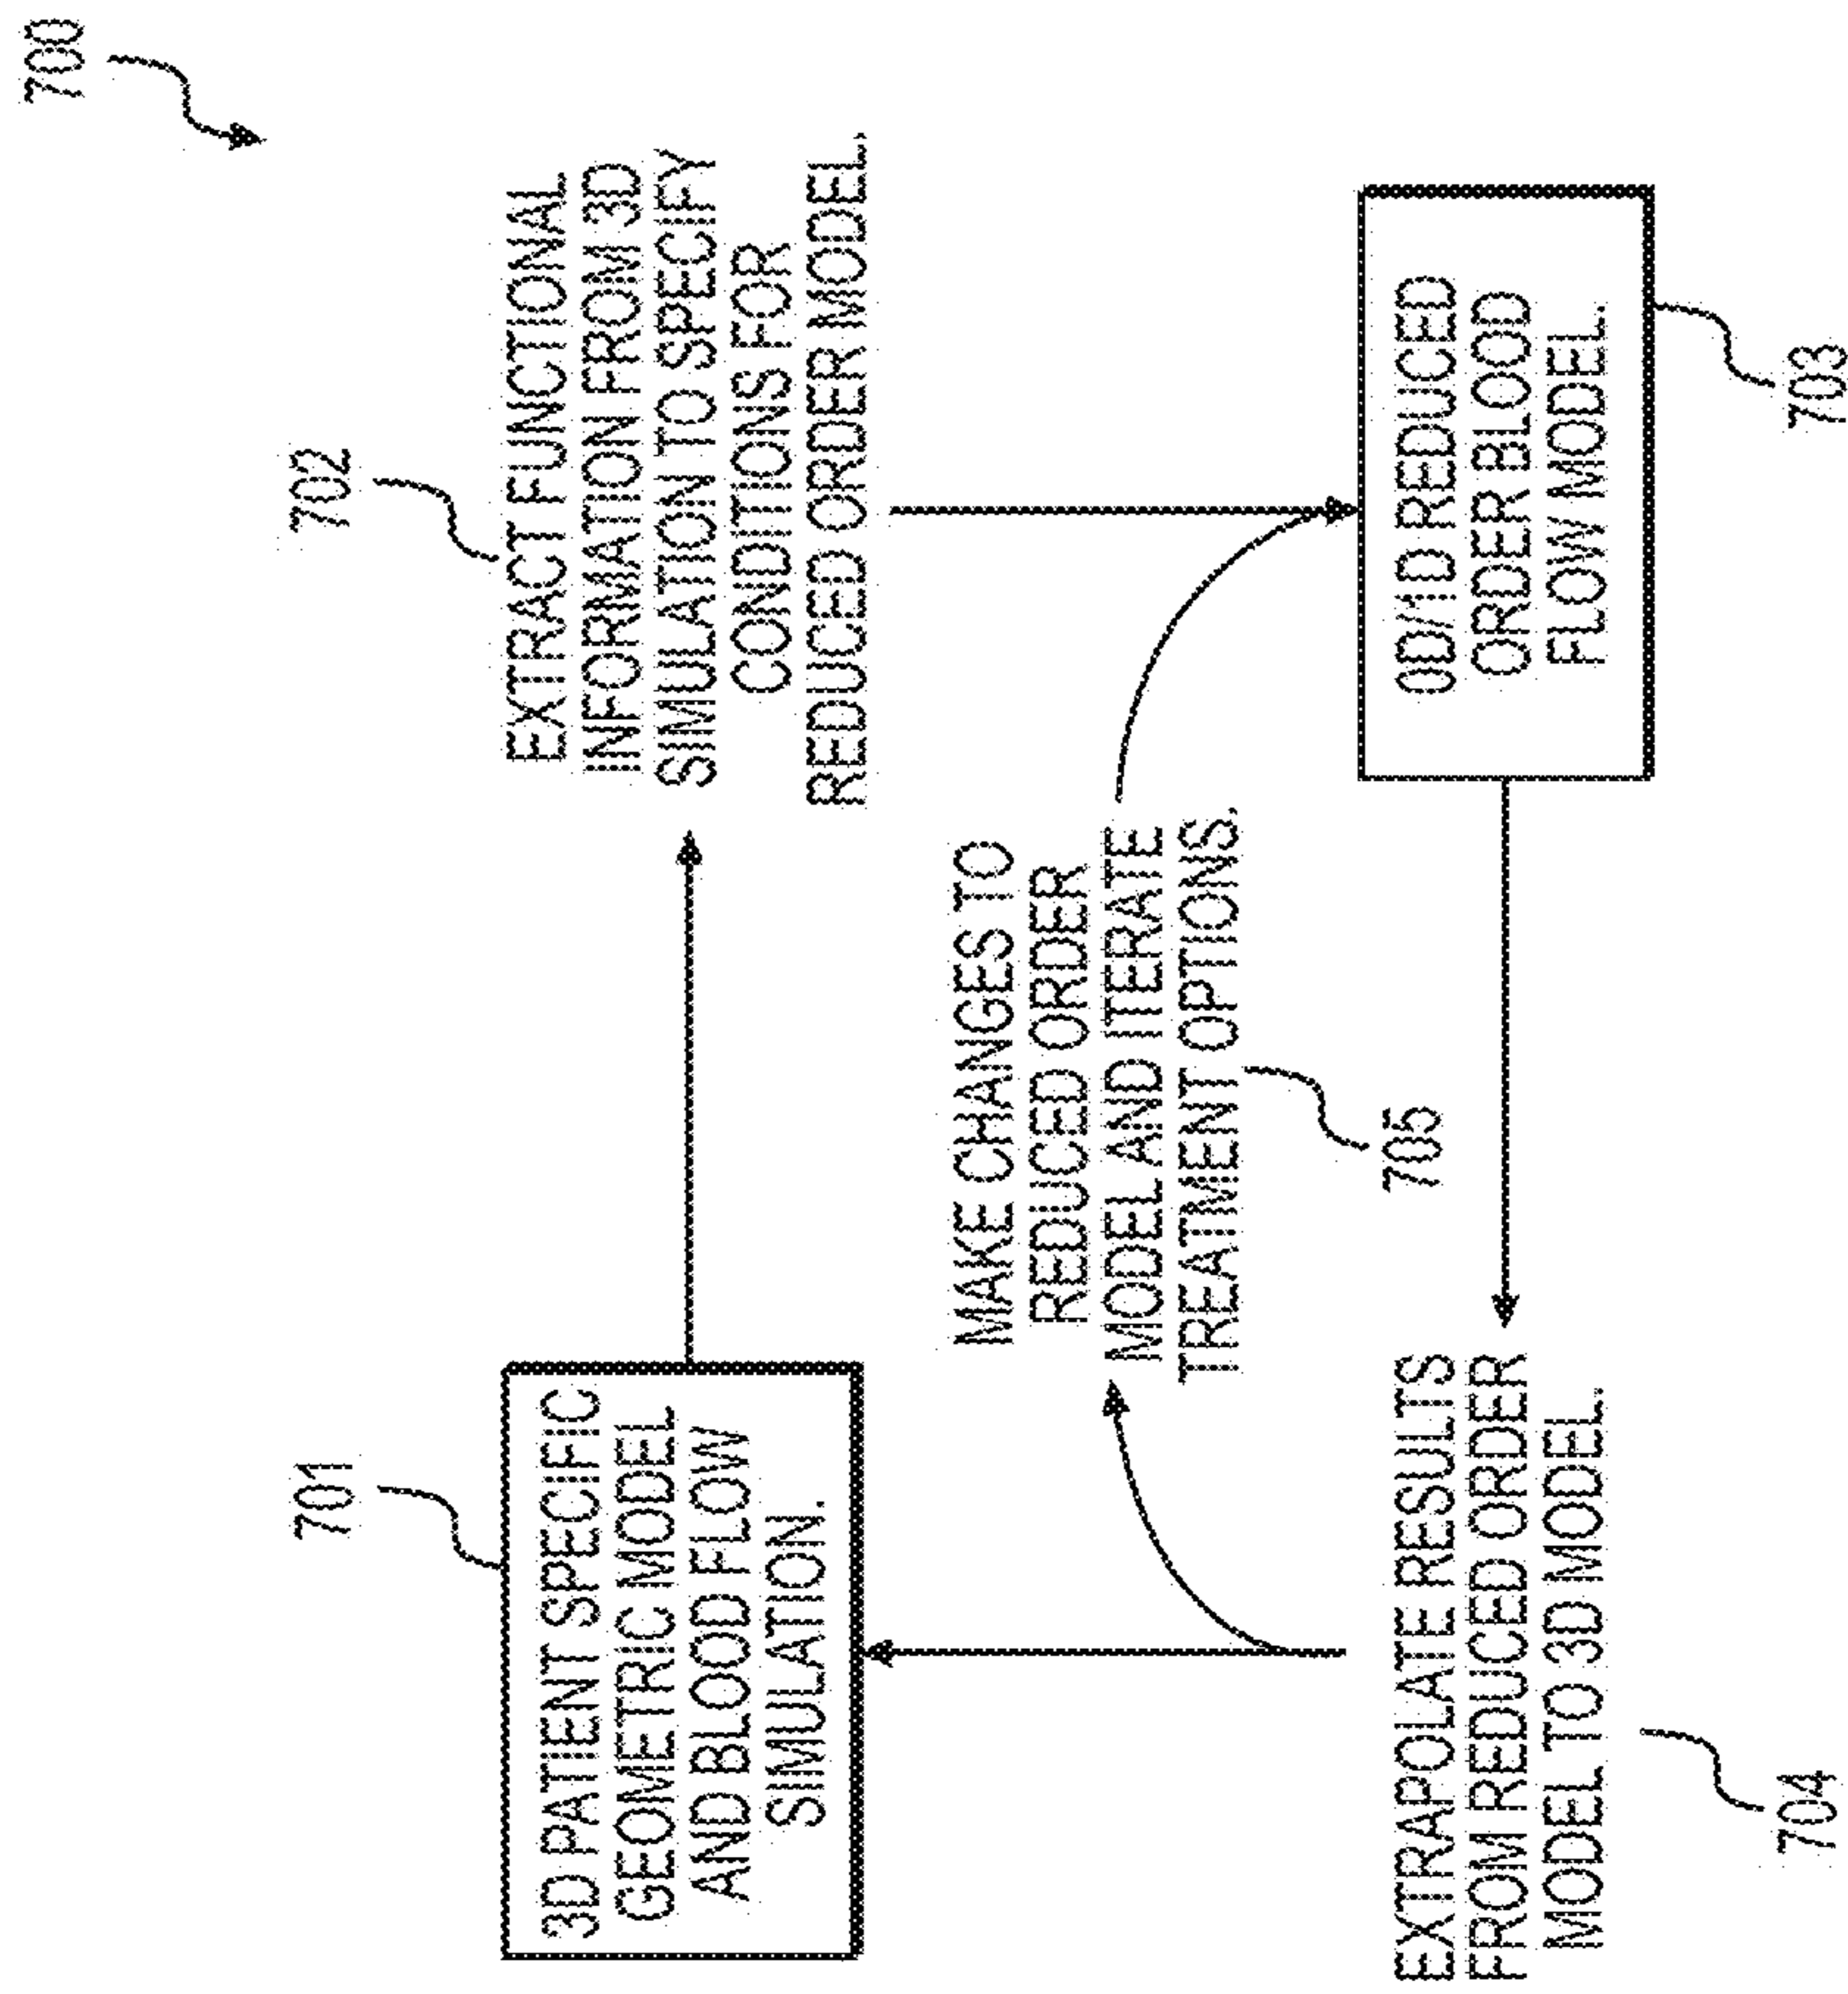 700
701
3D PATIENT SPECIFIC
GEOMETRIC MODEL
AND BLOOD FLOW
SIMULATION.
702
EXTRACT FUNCTIONAL
INFORMATION FROM 3D
SIMULATION TO SPECIFY
CONDITIONS FOR
REDUCED ORDER MODEL.
MAKE CHANGES TO
REDUCED ORDER
MODEL AND ITERATE
TREATMENT OPTIONS.
705
EXTRAPOLATE RESULTS
FROM REDUCED ORDER
MODEL TO 3D MODEL.
704
0D/1D REDUCED
ORDER BLOOD
FLOW MODEL.
703